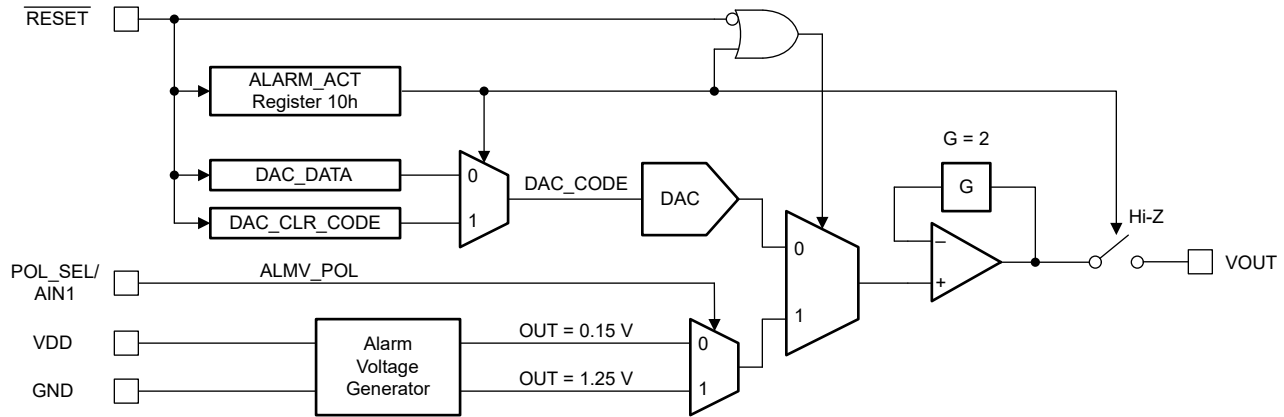 RESET
ALARM_ACT
Register 10h
DAC_DATA
DAC_CLR_CODE
0
1
DAC_CODE
DAC
G = 2
G
–
+
Hi-Z
VOUT
0
1
POL_SEL/
AIN1
ALMV_POL
VDD
GND
Alarm
Voltage
Generator
OUT = 0.15 V
OUT = 1.25 V
0
1